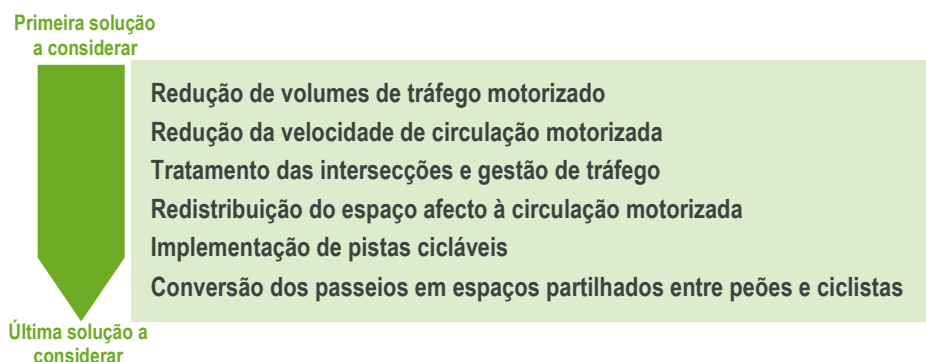 Primeira solução
a considerar
Redução de volumes de tráfego motorizado
Redução da velocidade de circulação motorizada
Tratamento das intersecções e gestão de tráfego
Redistribuição do espaço afecto à circulação motorizada
Implementação de pistas cicláveis
Conversão dos passeios em espaços partilhados entre peões e ciclistas
Última solução a
considerar